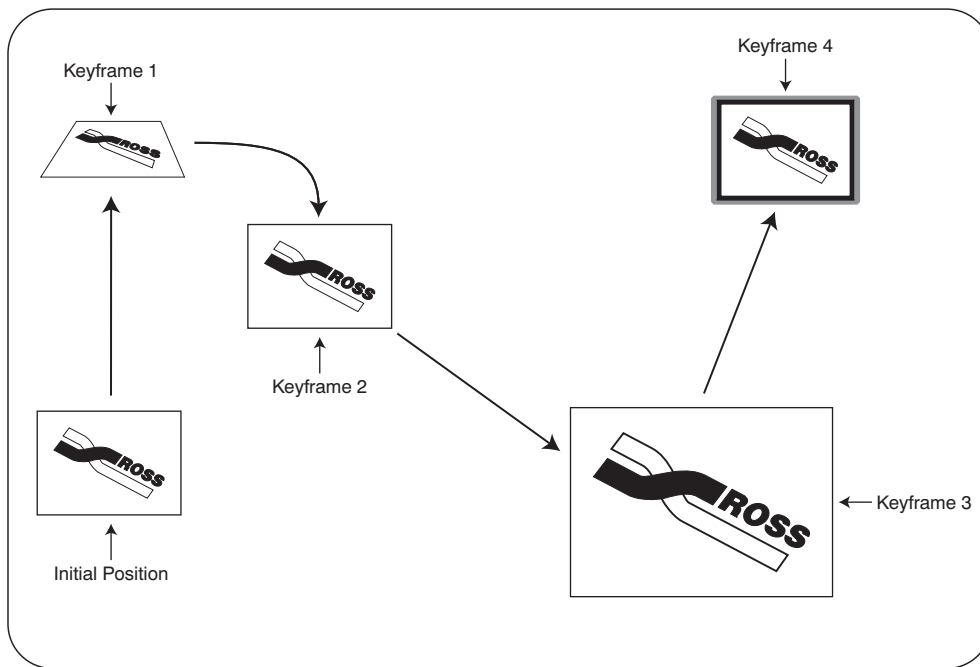 Keyframe 4
Keyframe 1
ROSS
ROSS
ROSS
Keyframe 2
ROSS
ROSS
Keyframe 3
Initial Position